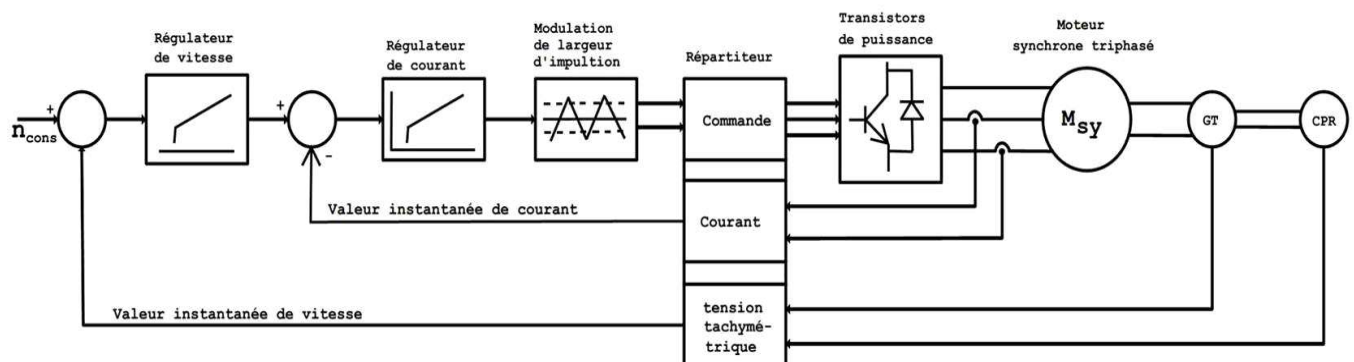 Régulateur
de vitesse
Régulateur
de courant
Modulation
de largeur
d'impultion
Répartiteur
Transistors
de puissance
Moteur
synchrone triphasé
+
n cons
+
-
Commande
Msy
GT
CPR
Valeur instantanée de courant
Courant
Valeur instantanée de vitesse
tension
tachymé-
trique